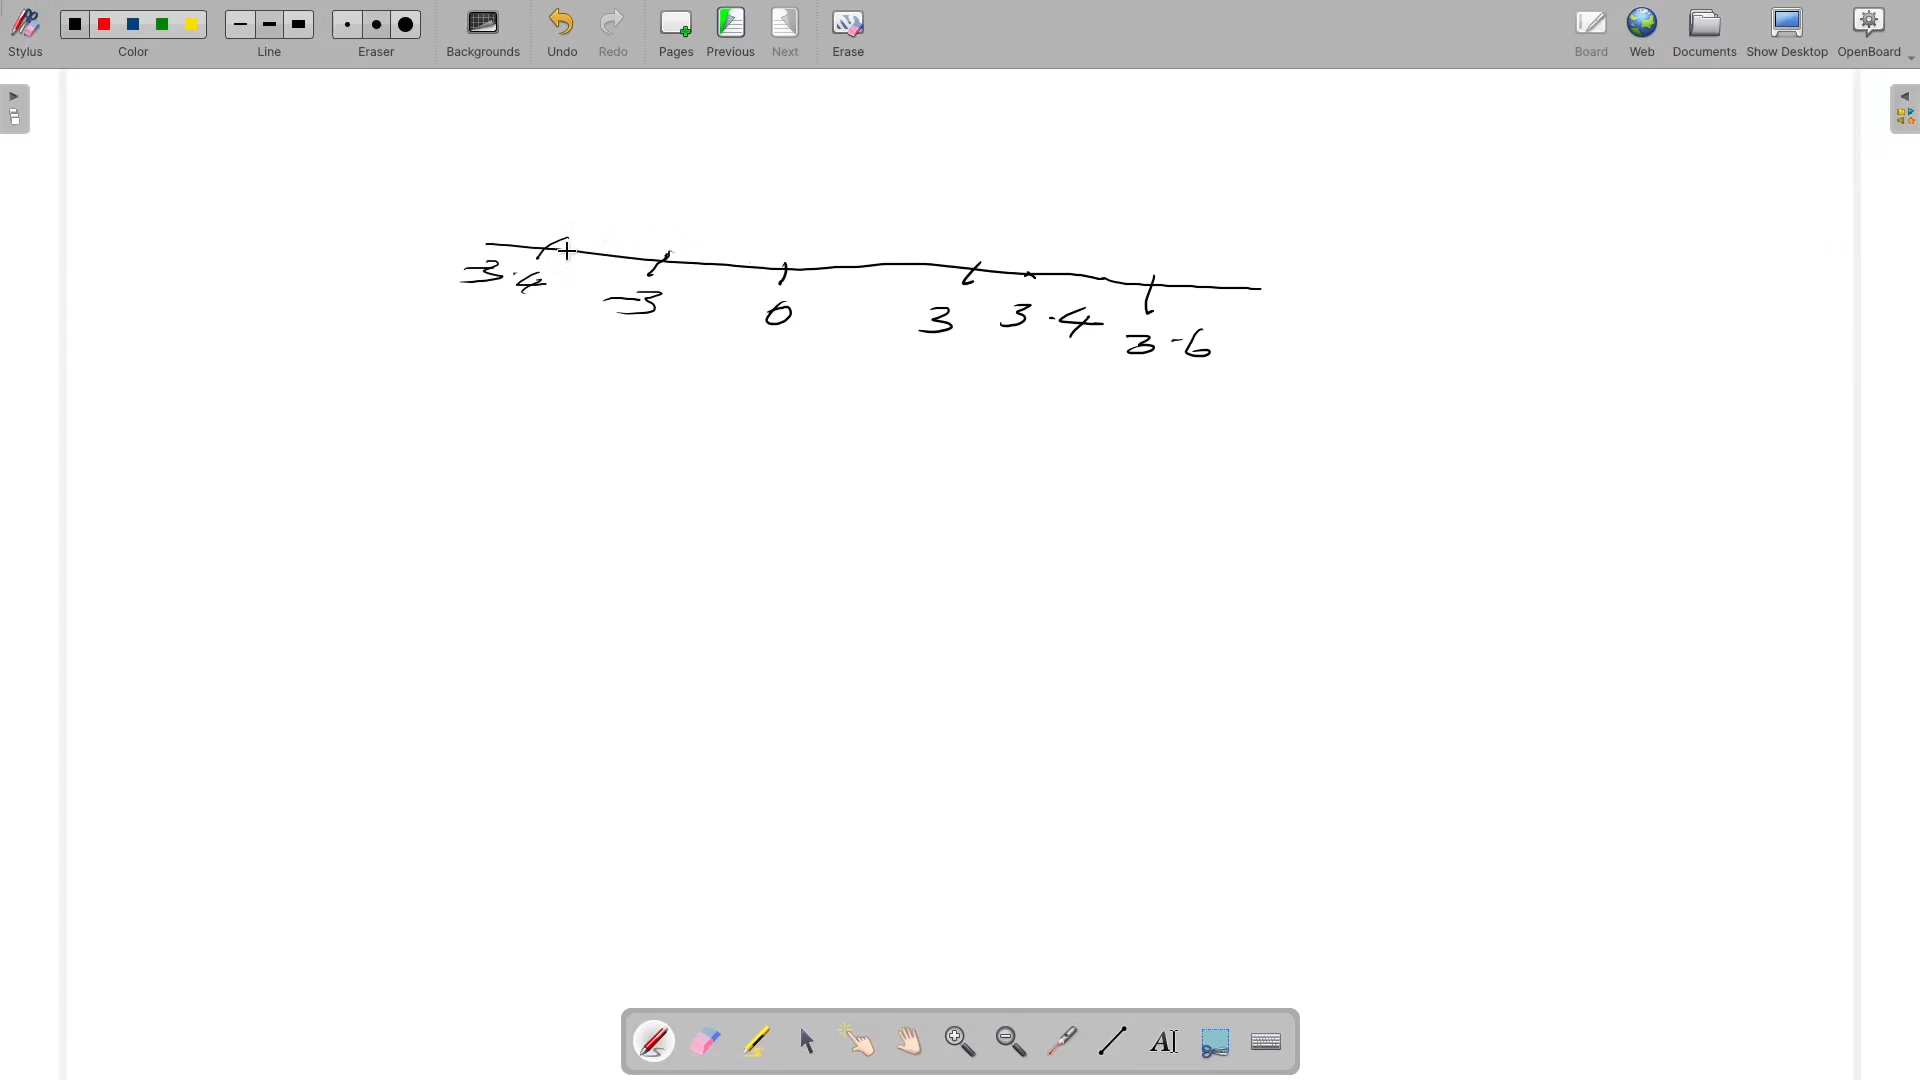 Stylus
Color
Line
Eraser
Backgrounds
Undo
Redo
Pages
Previous
Next
Erase
Board
Web
Documents
Show Desktop
OpenBoard
-3.4 -3 0 3 3.4 3.6
A